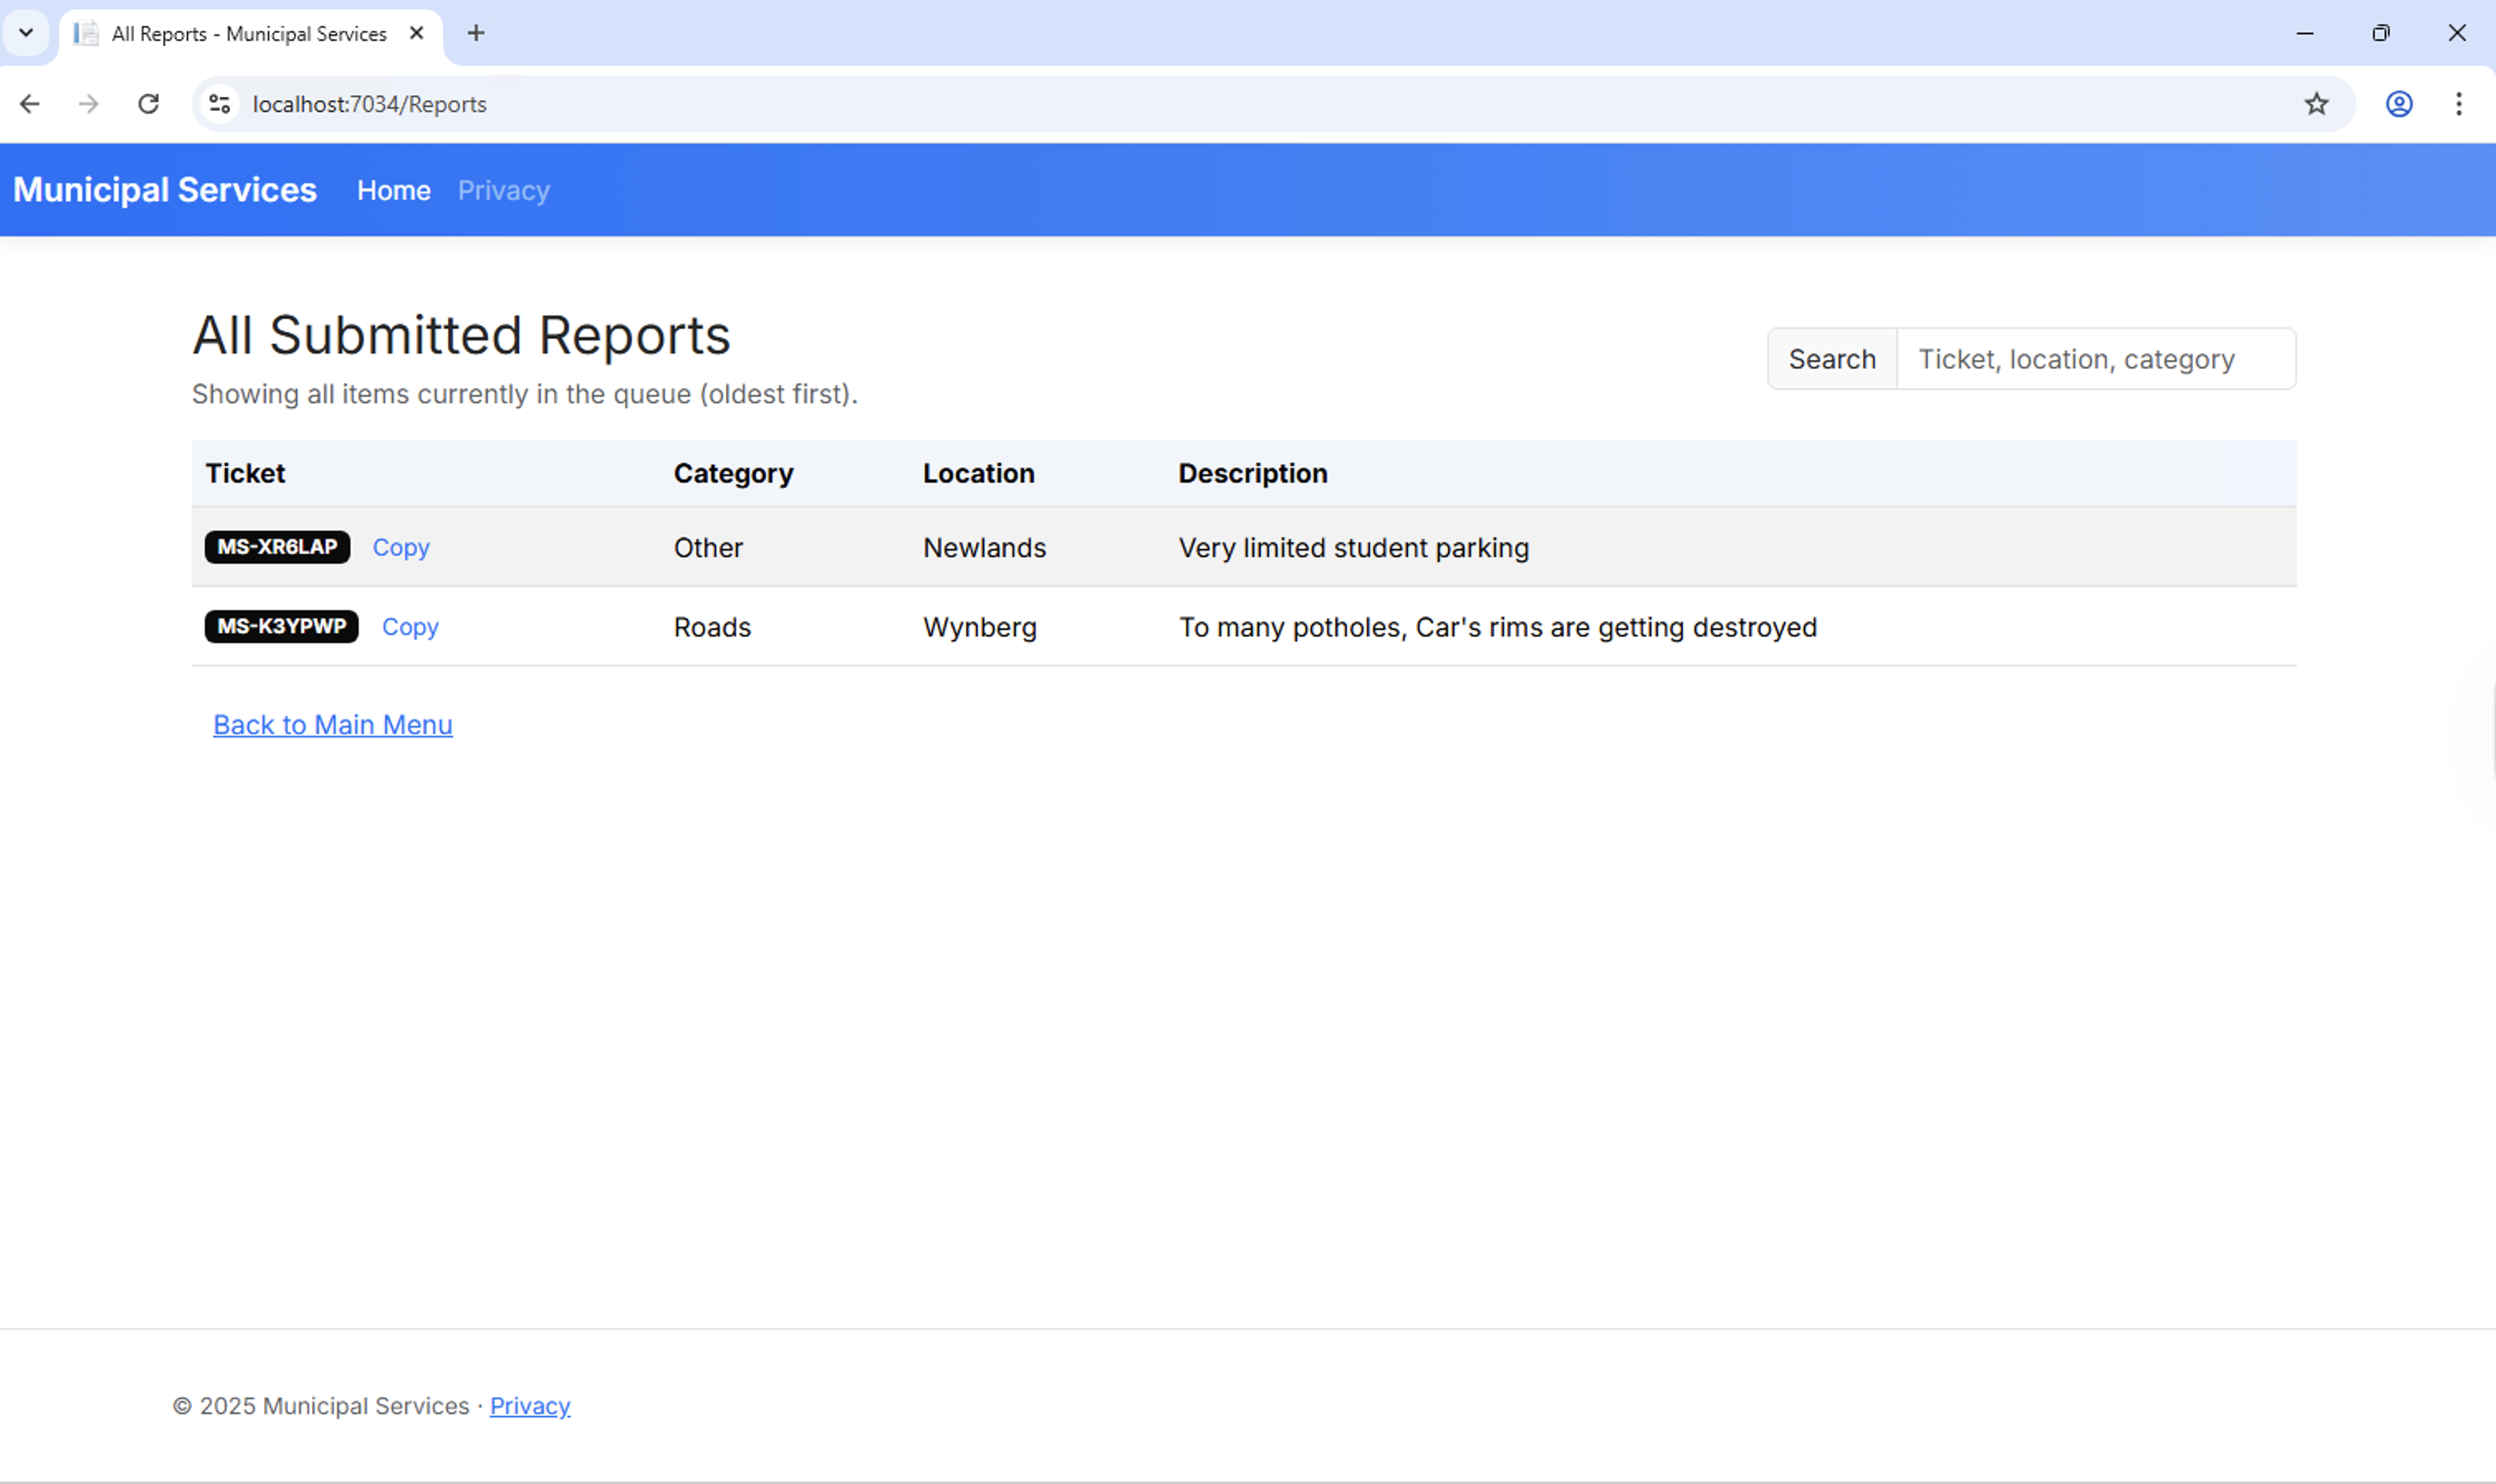 All Reports - Municipal Services
localhost:7034/Reports
Municipal Services Home Privacy
All Submitted Reports
Search Ticket, location, category
Showing all items currently in the queue (oldest first).
Ticket Category Location Description
MS-XR6LAP Copy Other Newlands Very limited student parking
MS-K3YPWP Copy Roads Wynberg To many potholes, Car's rims are getting destroyed
Back to Main Menu
© 2025 Municipal Services · Privacy